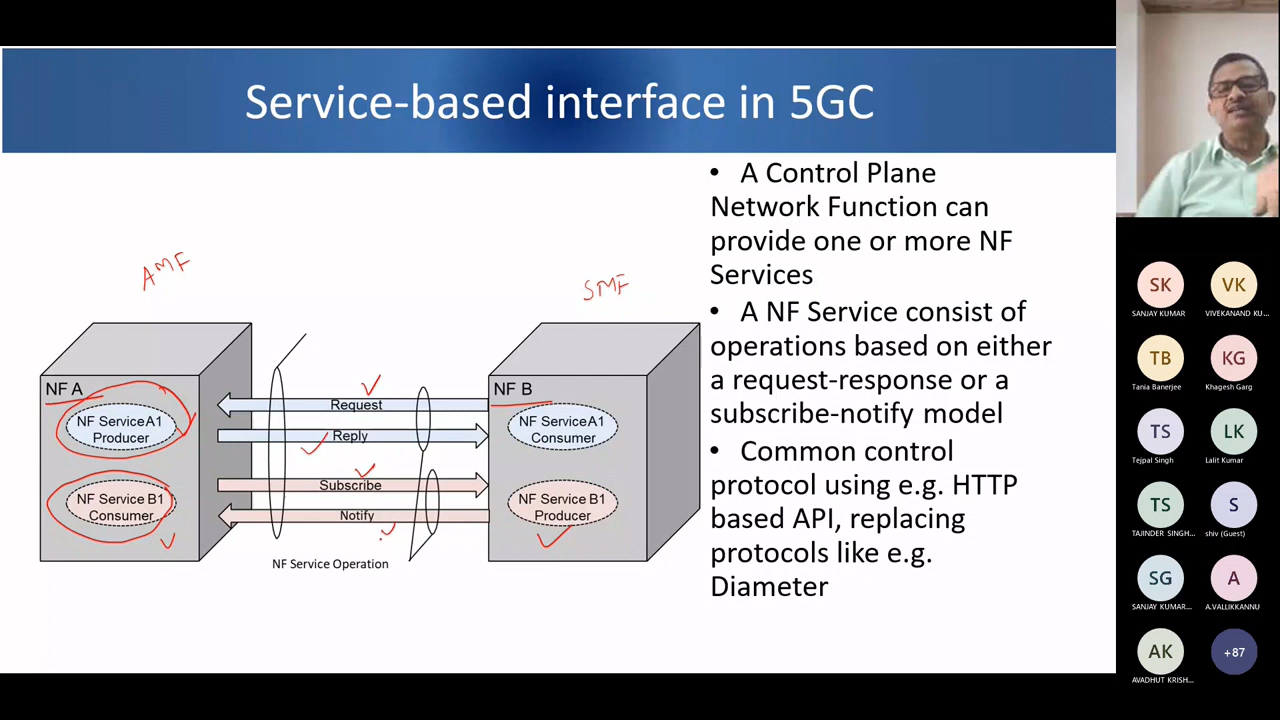 Service-based interface in 5GC
• A Control Plane
Network Function can
provide one or more NF
Services
• A NF Service consist of
operations based on either
a request-response or a
subscribe-notify model
• Common control
protocol using e.g. HTTP
based API, replacing
protocols like e.g.
Diameter
AMF
SMF
NF A
NF ServiceA1
Producer
NF Service B1
Consumer
Request
Reply
Subscribe
Notify
NF Service Operation
NF B
NF ServiceA1
Consumer
NF Service B1
Producer
SK
SANJAY KUMAR
VK
VIVEKANAND KU...
TB
Tania Banerjee
KG
Khagesh Garg
TS
Tejpal Singh
LK
Lalit Kumar
TS
TAJINDER SINGH...
S
shiv (Guest)
SG
SANJAY KUMAR...
A
A.VALLIKKANNU
AK
AVADHUT KRISH...
+87